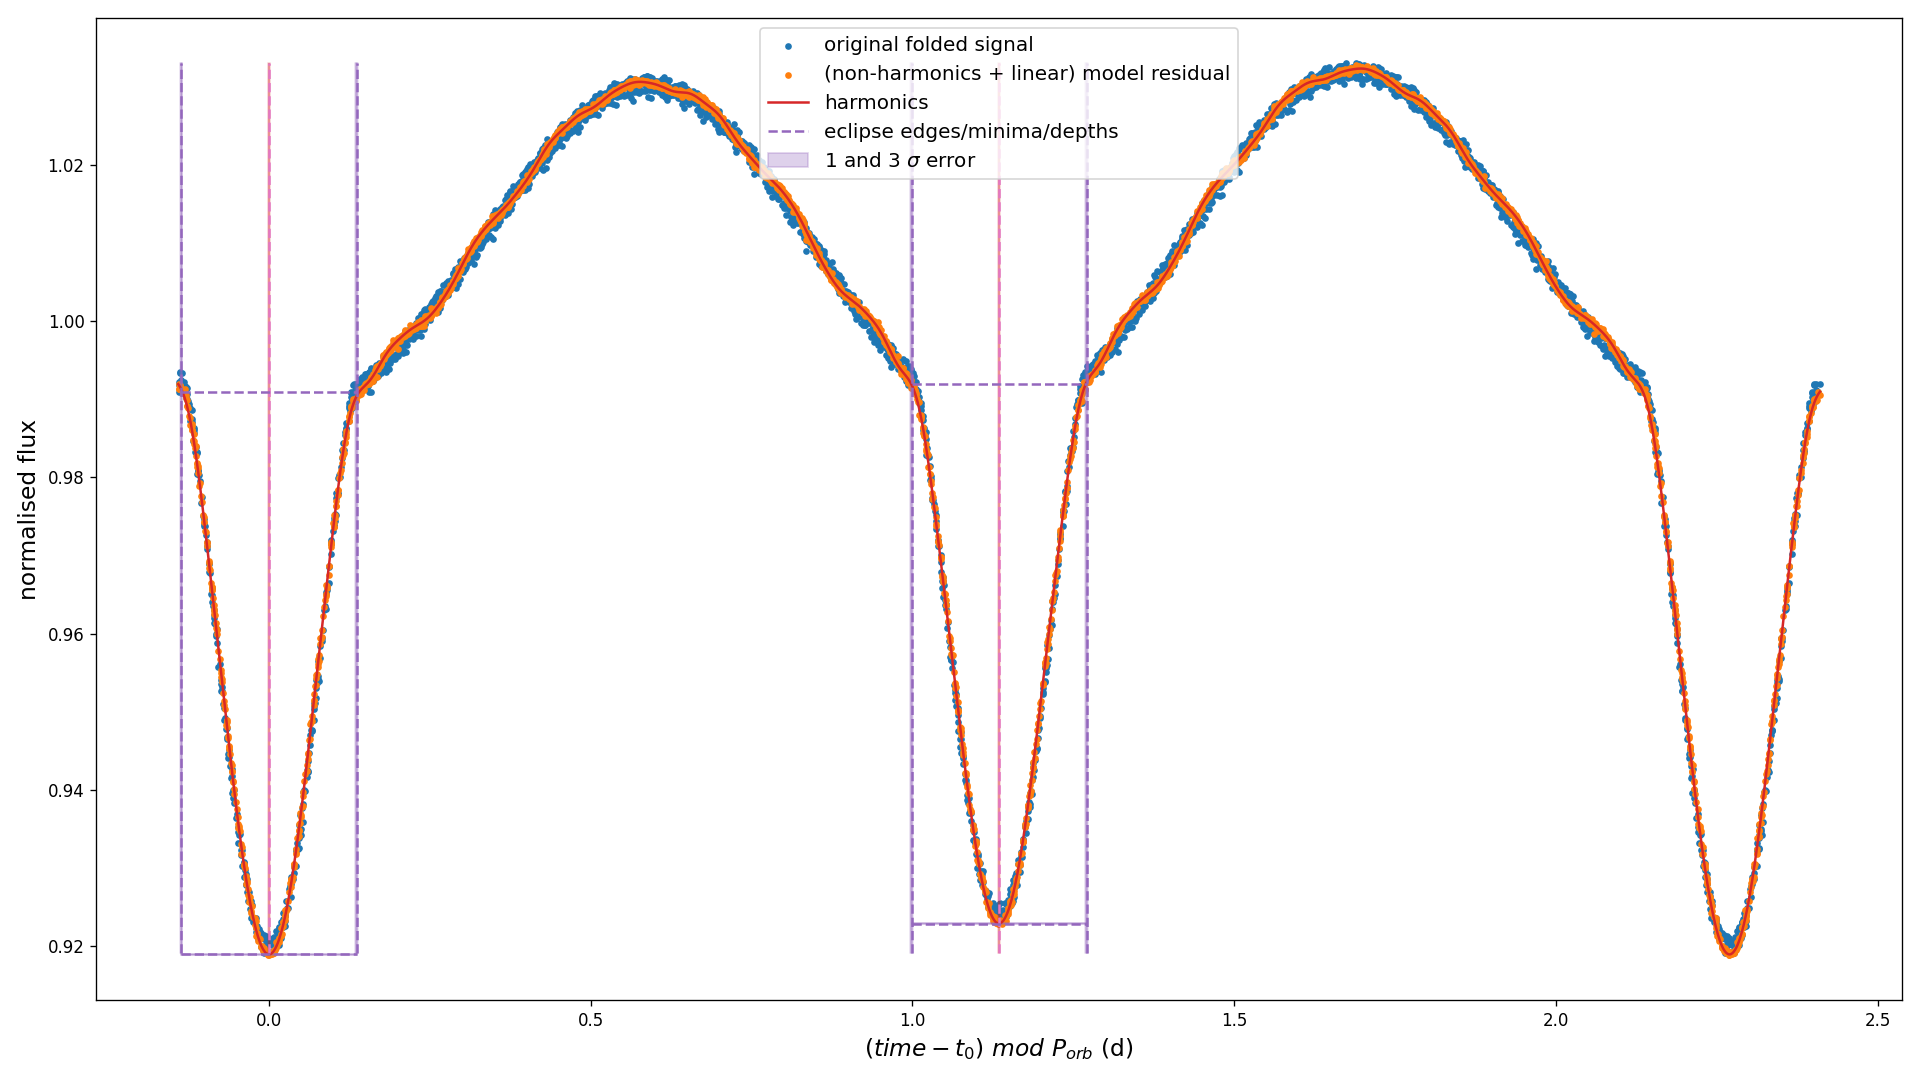 original folded signal
(non-harmonics + linear) model residual
harmonics
eclipse edges/minima/depths
1 and 3 σ error
normalised flux
1.02
1.00
0.98
0.96
0.94
0.92
0.0 0.5 1.0 1.5 2.0 2.5
(time − t₀) mod Pₒᵣb (d)